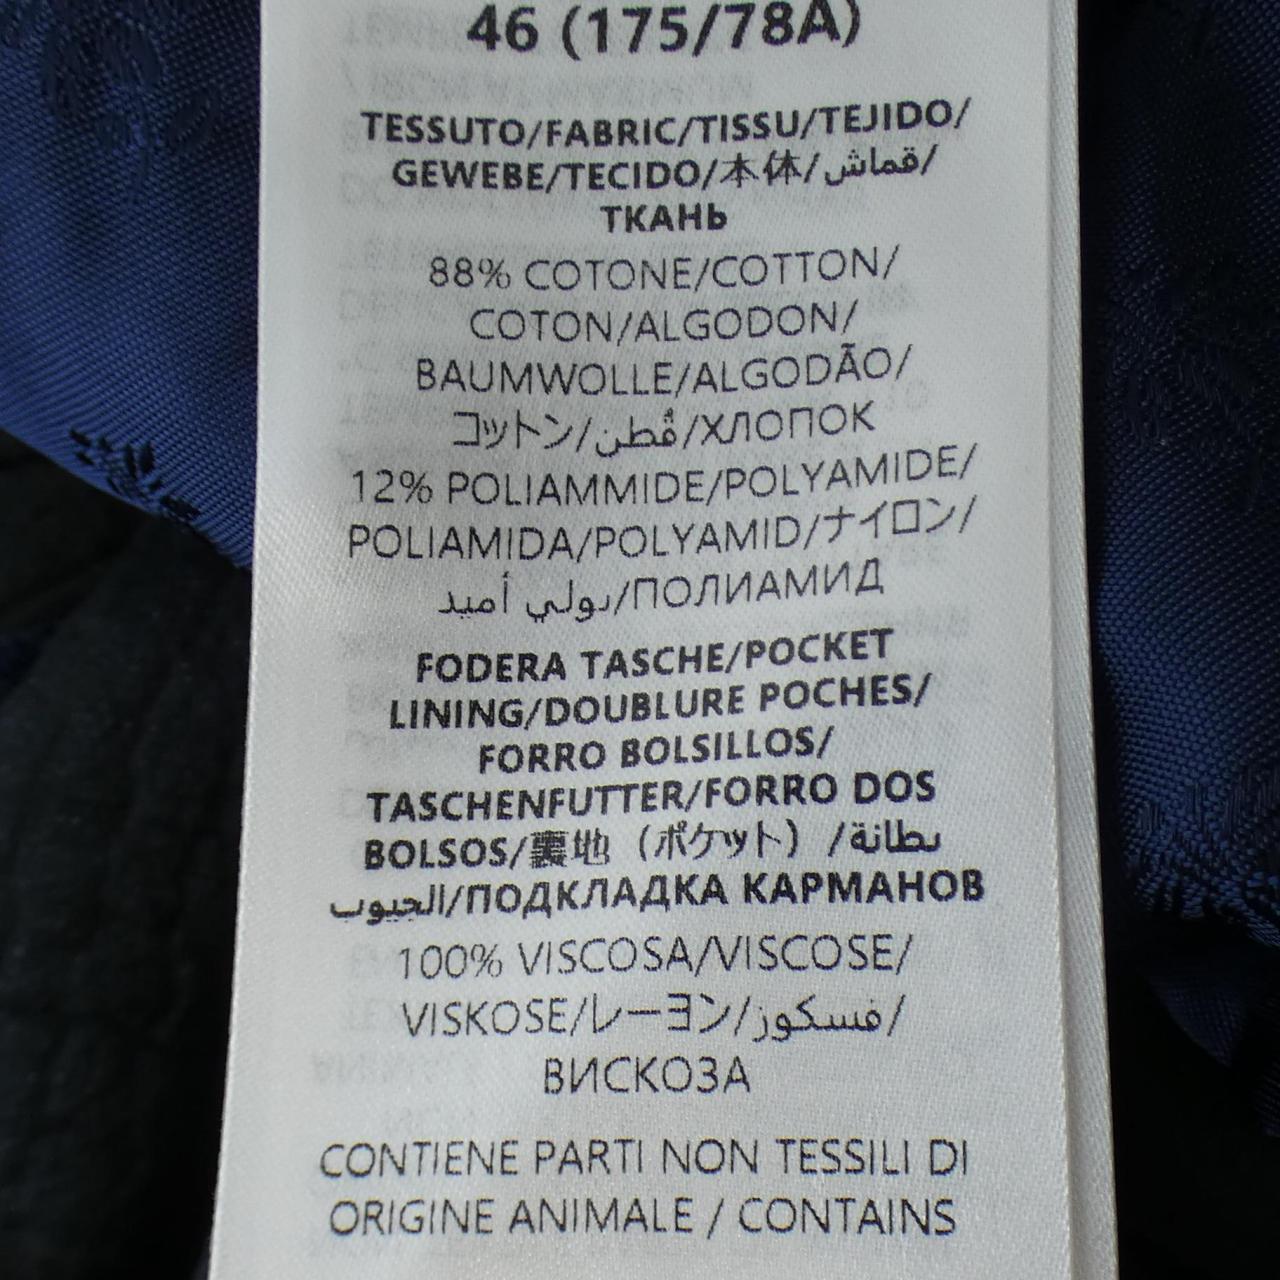 46 (175/78A)
TESSUTO/FABRIC/TISSU/TEJIDO/
GEWEBE/TECIDO/本体/قماش/
ТКАНЬ
88% COTONE/COTTON/
COTON/ALGODON/
BAUMWOLLE/ALGODÃO/
コットン/قُطن/ХЛОПОК
12% POLIAMMIDE/POLYAMIDE/
POLIAMIDA/POLYAMID/ナイロン/
بولي أميد/ПОЛИАМИД
FODERA TASCHE/POCKET
LINING/DOUBLURE POCHES/
FORRO BOLSILLOS/
TASCHENFUTTER/FORRO DOS
BOLSOS/裏地（ポケット）/بطانة
الجيوب/ПОДКЛАДКА КАРМАНОВ
100% VISCOSA/VISCOSE/
VISKOSE/レーヨン/فسكوز/
ВИСКОЗА
CONTIENE PARTI NON TESSILI DI
ORIGINE ANIMALE / CONTAINS